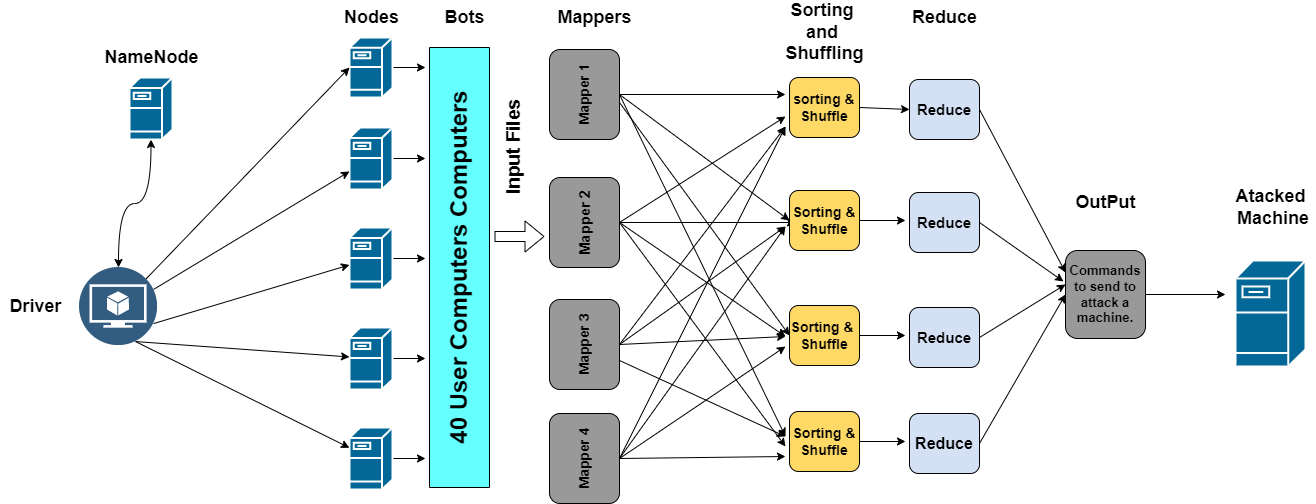 NameNode
Driver
Nodes
Bots
40 User Computers Computers
Input Files
Mappers
Mapper 1
Mapper 2
Mapper 3
Mapper 4
Sorting
and
Shuffling
sorting &
Shuffle
Sorting &
Shuffle
Sorting &
Shuffle
Sorting &
Shuffle
Reduce
Reduce
Reduce
Reduce
Reduce
OutPut
Commands
to send to
attack a
machine.
Atacked
Machine